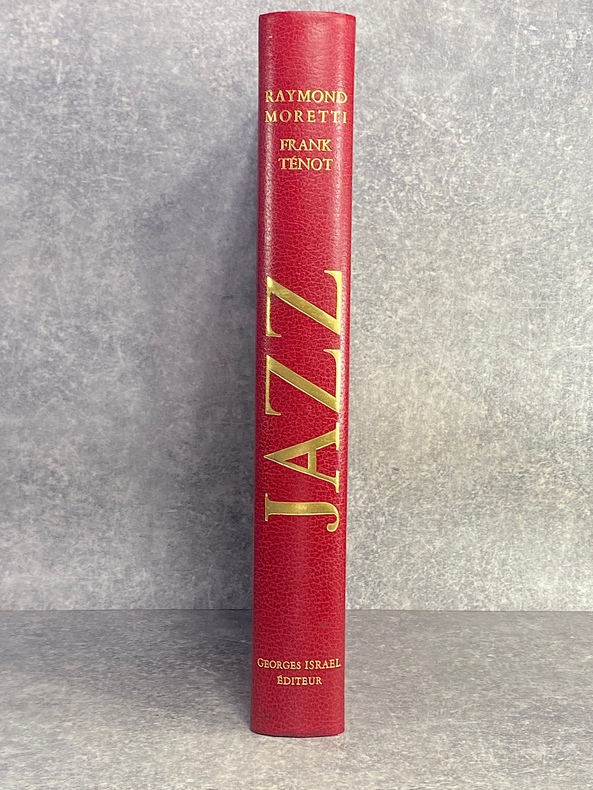 RAYMOND
MORETTI
FRANK
TÉNOT
JAZZ
GEORGES ISRAEL
ÉDITEUR